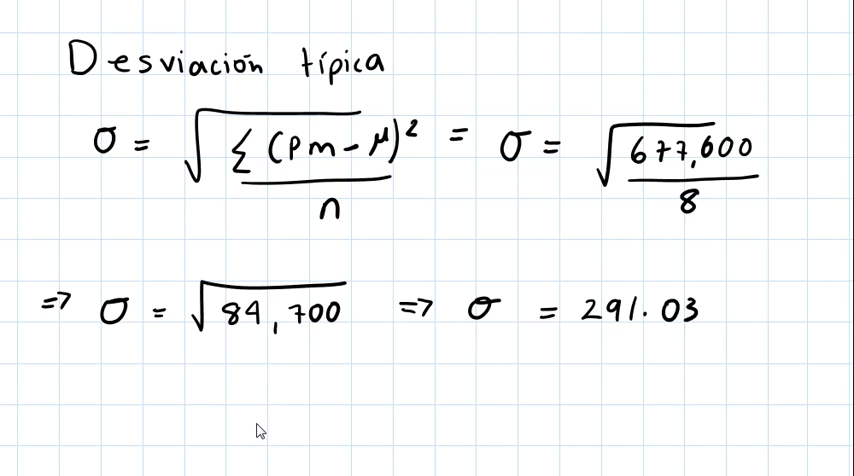 Desviación típica
σ = √(Σ(Pm - μ)² / n) = σ = √(677,600 / 8)
=> σ = √84,700 => σ = 291.03